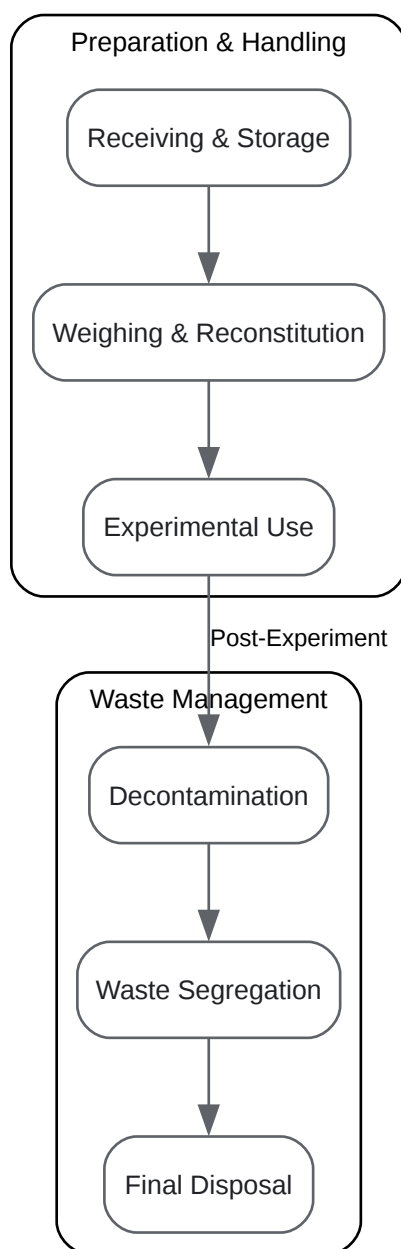 Preparation & Handling
Receiving & Storage
Weighing & Reconstitution
Experimental Use
Post-Experiment
Waste Management
Decontamination
Waste Segregation
Final Disposal